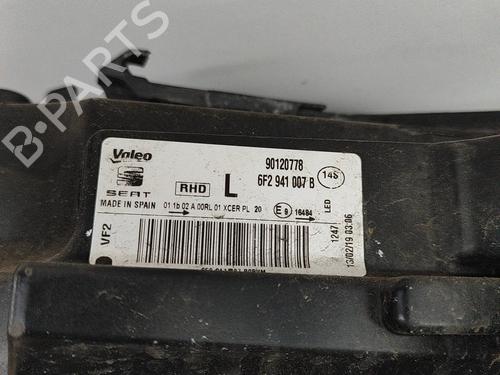 B-PARTS
Valeo
90120778
SEAT
RHD
L
6F2 941 007 B
14S
MADE IN SPAIN
01 1b 02 A 00RL 01 XCER PL 20
E9 16484
LED
VF2
1247
13/02/19 03:06